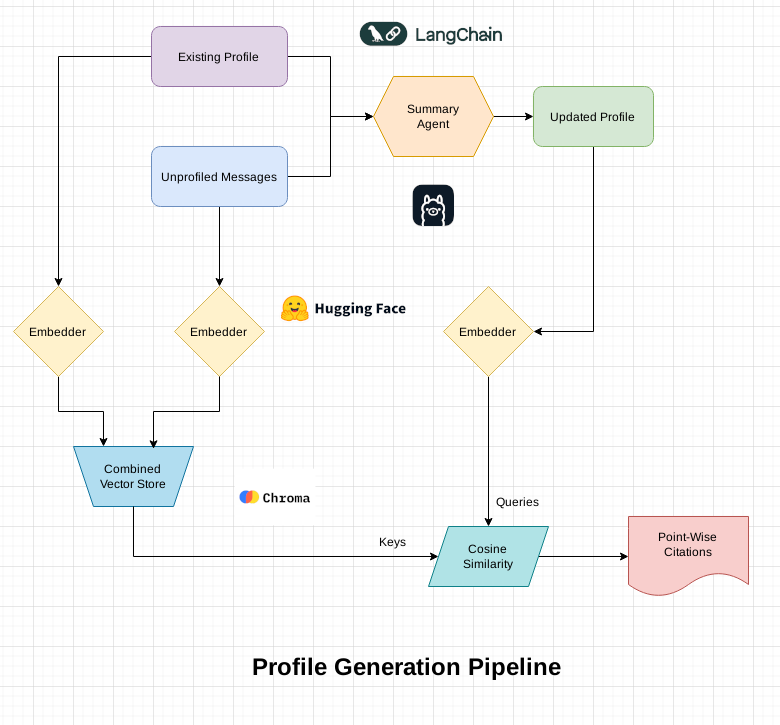 LangChain
Existing Profile
Summary
Agent
Updated Profile
Unprofiled Messages
Hugging Face
Embedder
Embedder
Embedder
Combined
Vector Store
Chroma
Queries
Keys
Cosine
Similarity
Point-Wise
Citations
Profile Generation Pipeline